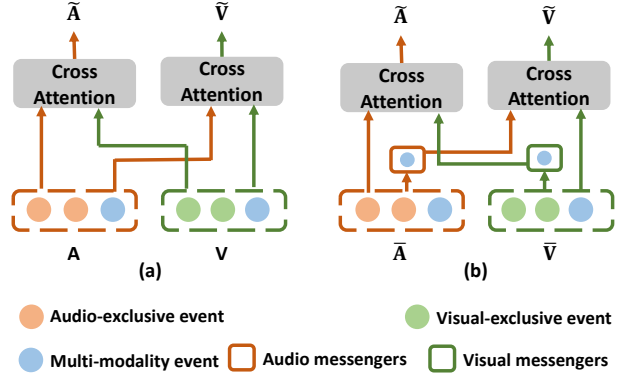 Ã Ṽ Ã Ṽ
Cross Attention
Cross Attention
Cross Attention
Cross Attention
A V Ā V̄
(a) (b)
Audio-exclusive event Visual-exclusive event
Multi-modality event Audio messengers Visual messengers